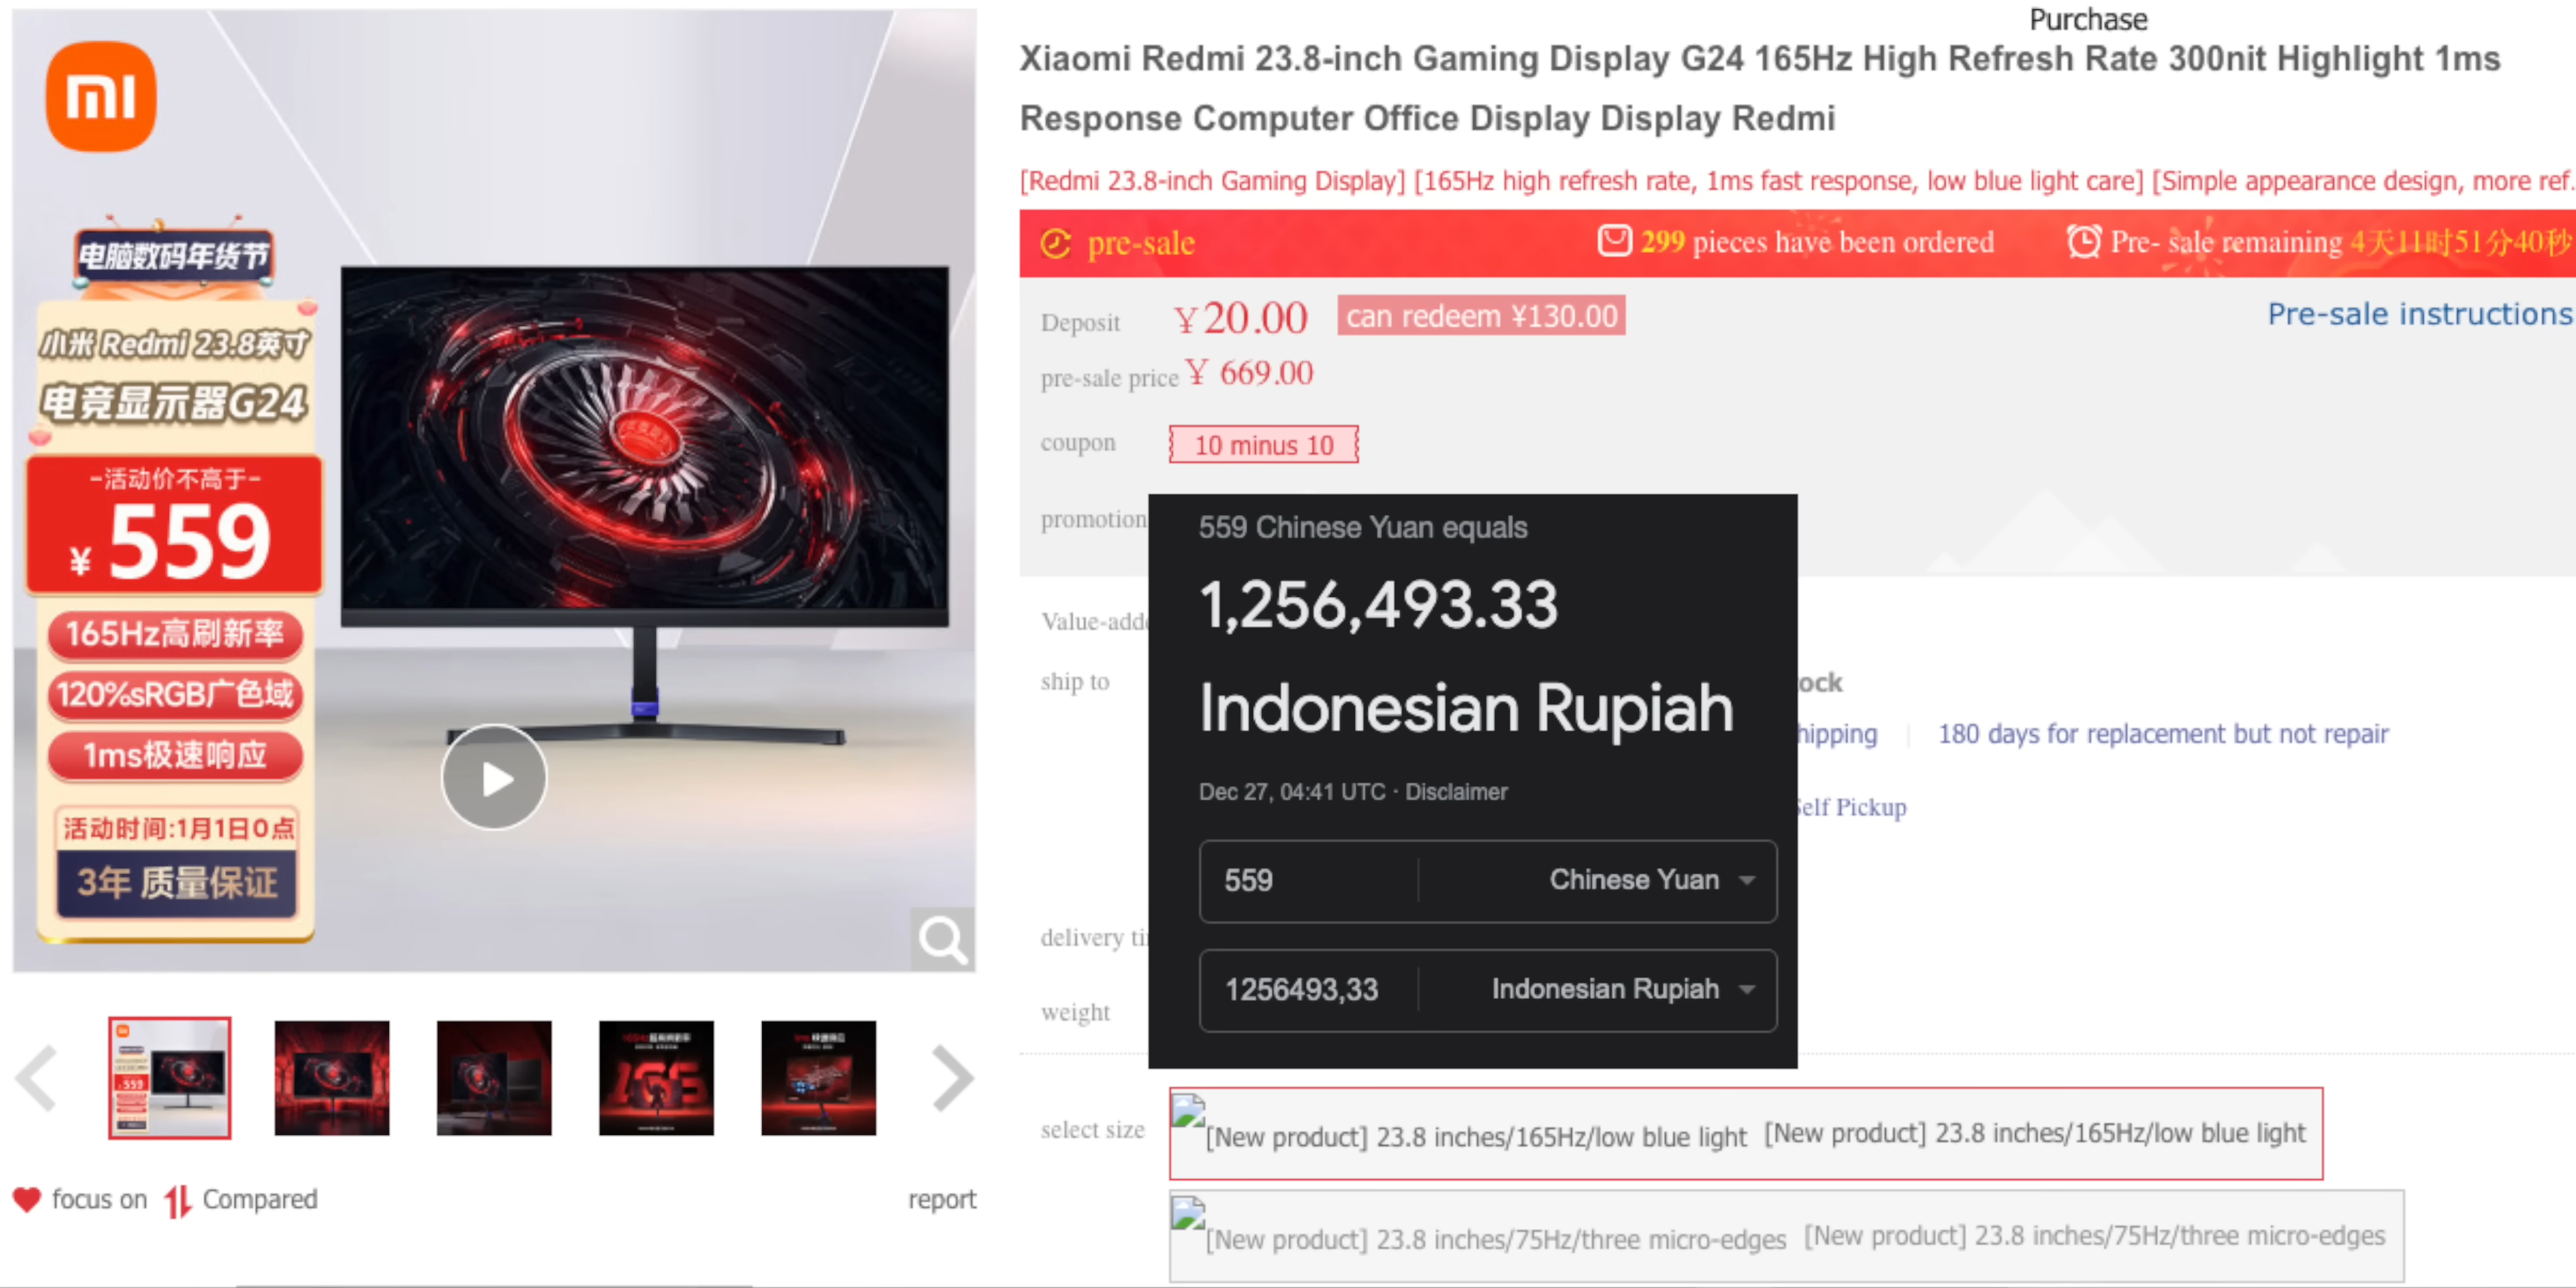 mi
电脑数码年货节
小米 Redmi 23.8英寸
电竞显示器G24
-活动价不高于-
¥ 559
165Hz高刷新率
120%sRGB广色域
1ms极速响应
活动时间:1月1日0点
3年 质量保证
focus on
Compared
report
Purchase
Xiaomi Redmi 23.8-inch Gaming Display G24 165Hz High Refresh Rate 300nit Highlight 1ms
Response Computer Office Display Display Redmi
[Redmi 23.8-inch Gaming Display] [165Hz high refresh rate, 1ms fast response, low blue light care] [Simple appearance design, more ref.
pre-sale
299 pieces have been ordered
Pre- sale remaining 4天11时51分40秒
Deposit ¥20.00 can redeem ¥130.00
Pre-sale instructions
pre-sale price ¥ 669.00
coupon 10 minus 10
promotion
559 Chinese Yuan equals
1,256,493.33
Indonesian Rupiah
Dec 27, 04:41 UTC · Disclaimer
559 Chinese Yuan
1256493,33 Indonesian Rupiah
Value-adde
ship to
ock
hipping 180 days for replacement but not repair
Self Pickup
delivery ti
weight
select size
[New product] 23.8 inches/165Hz/low blue light [New product] 23.8 inches/165Hz/low blue light
[New product] 23.8 inches/75Hz/three micro-edges [New product] 23.8 inches/75Hz/three micro-edges